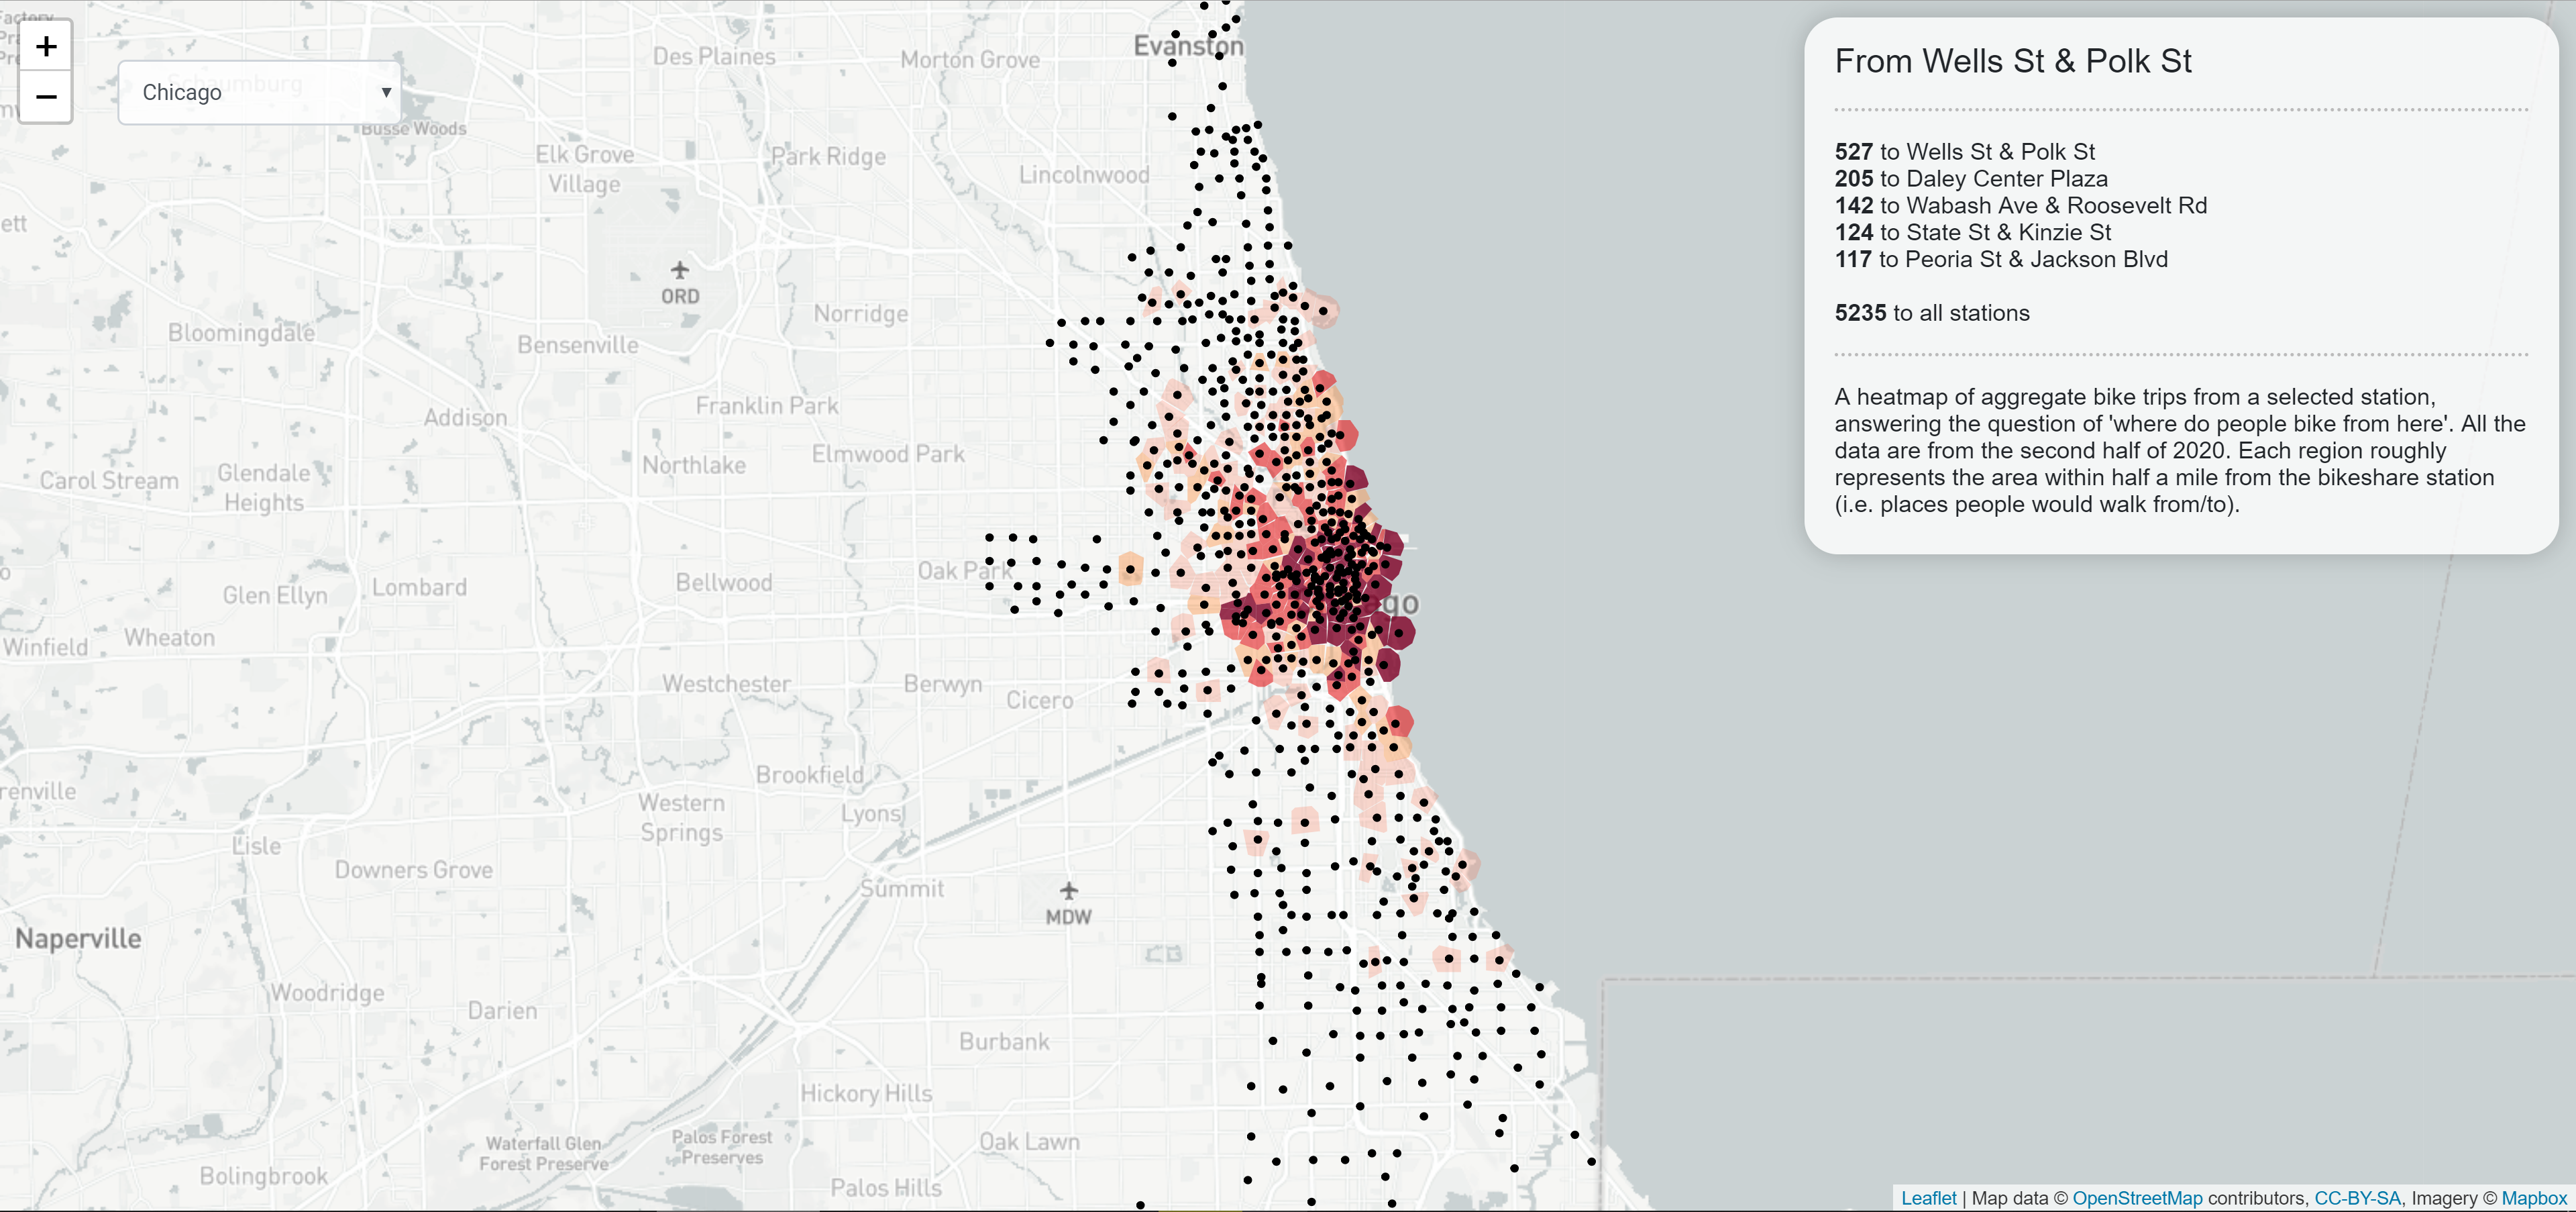 Factory
+
−
Schaumburg
Chicago
▼
Busse Woods
Des Plaines
Morton Grove
Evanston
Elk Grove
Village
Park Ridge
Lincolnwood
ett
ORD
Norridge
Bloomingdale
Bensenville
Addison
Franklin Park
Elmwood Park
Northlake
Carol Stream
Glendale
Heights
Oak Park
Bellwood
Lombard
Glen Ellyn
ago
Wheaton
Winfield
Westchester
Berwyn
Cicero
Brookfield
renville
Western
Springs
Lyons
Lisle
Downers Grove
Summit
MDW
Naperville
Woodridge
Darien
Burbank
Hickory Hills
Waterfall Glen
Forest Preserve
Palos Forest
Preserves
Oak Lawn
Bolingbrook
Palos Hills
From Wells St & Polk St
527 to Wells St & Polk St
205 to Daley Center Plaza
142 to Wabash Ave & Roosevelt Rd
124 to State St & Kinzie St
117 to Peoria St & Jackson Blvd
5235 to all stations
A heatmap of aggregate bike trips from a selected station,
answering the question of 'where do people bike from here'. All the
data are from the second half of 2020. Each region roughly
represents the area within half a mile from the bikeshare station
(i.e. places people would walk from/to).
Leaflet | Map data © OpenStreetMap contributors, CC-BY-SA, Imagery © Mapbox